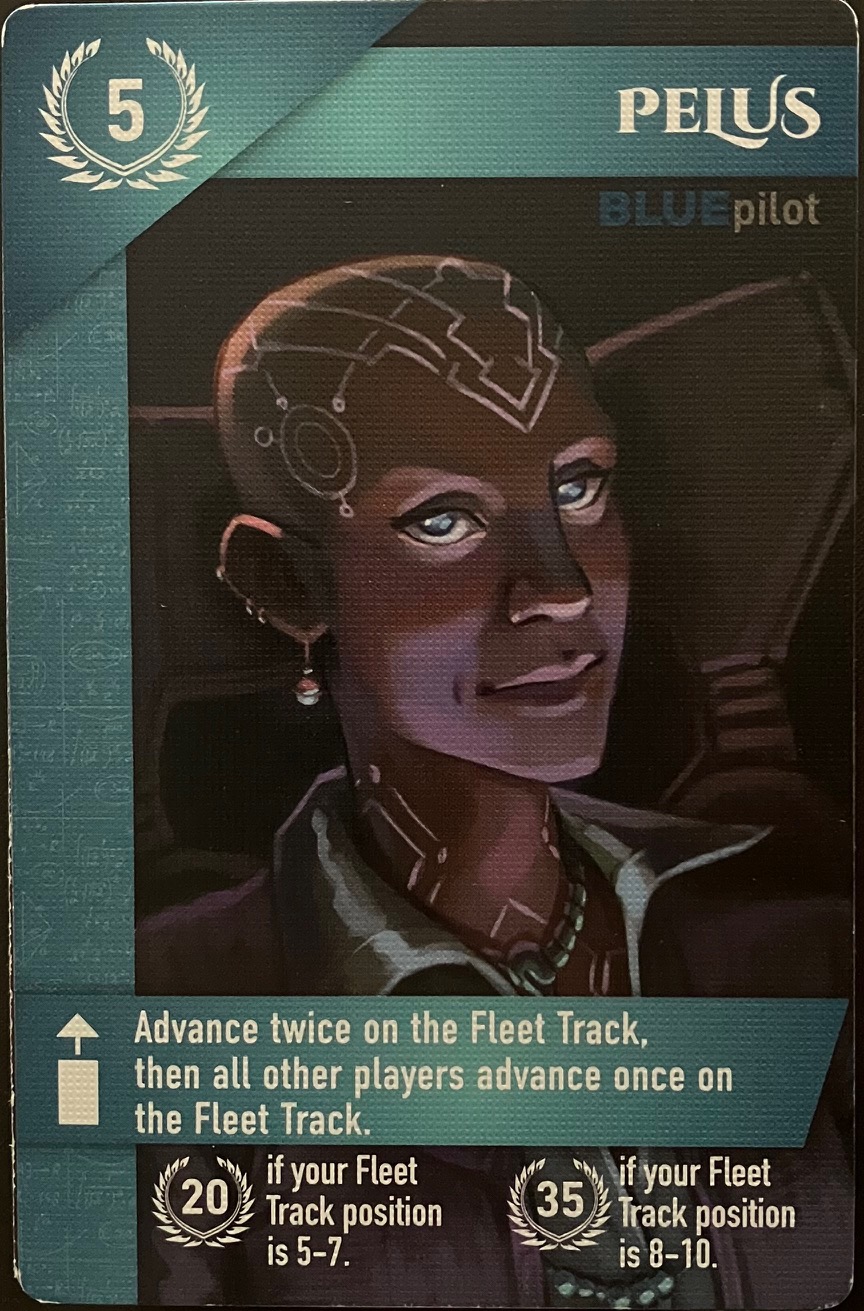 5
PELUS
BLUEpilot
Advance twice on the Fleet Track,
then all other players advance once on
the Fleet Track.
20
if your Fleet
Track position
is 5-7.
35
if your Fleet
Track position
is 8-10.